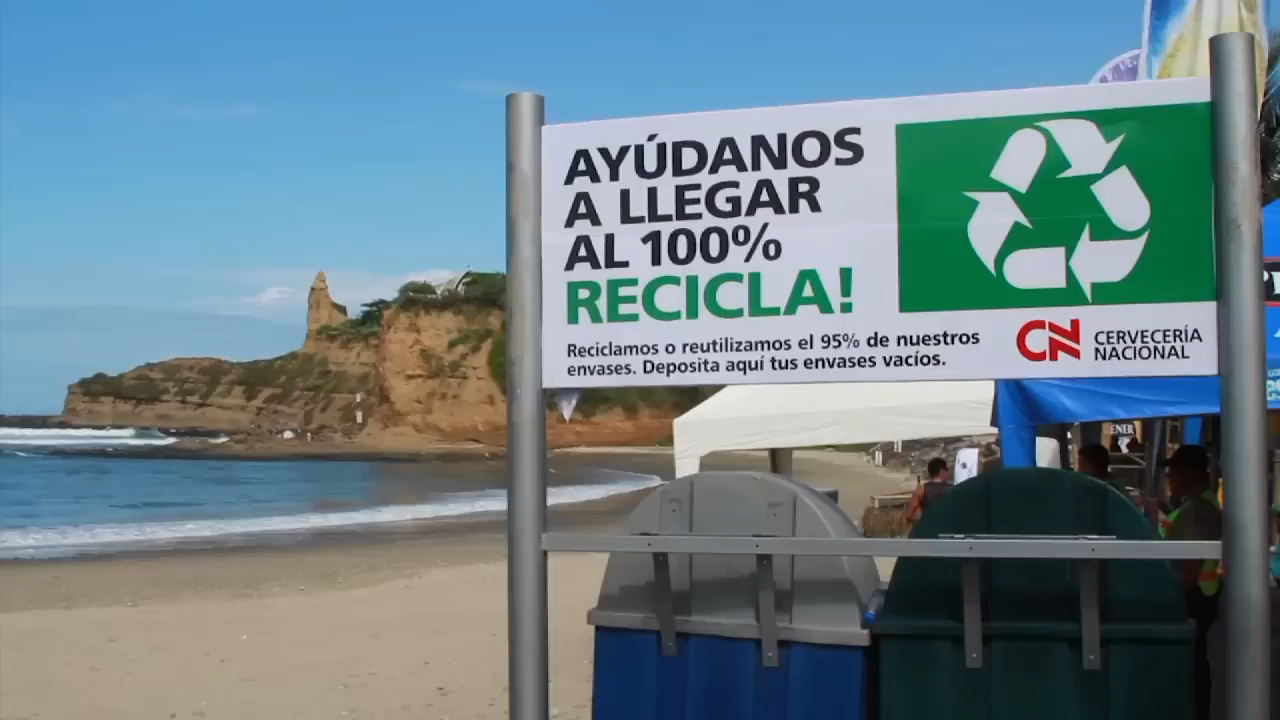 AYÚDANOS
A LLEGAR
AL 100%
RECICLA!
Reciclamos o reutilizamos el 95% de nuestros
envases. Deposita aquí tus envases vacíos.
CN CERVECERÍA
NACIONAL